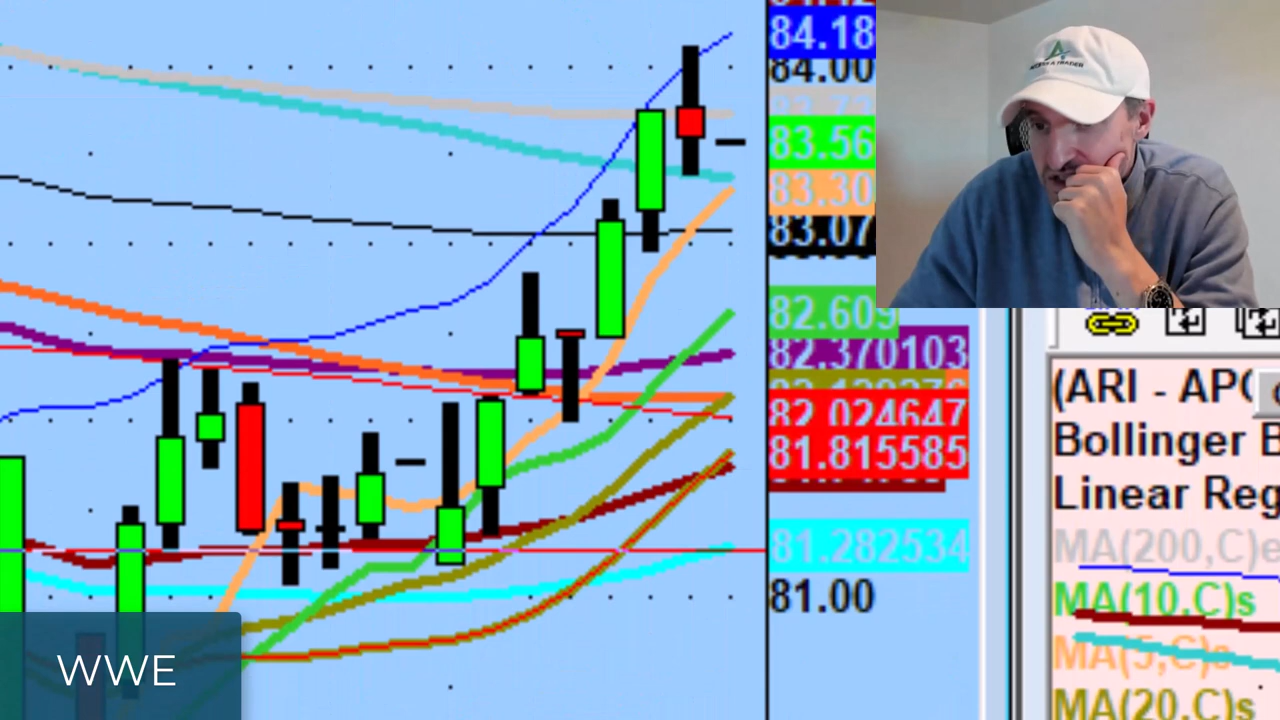 84.18
84.00
83.56
83.30
83.07
82.609
82.370103
82.024647
81.815585
81.282534
81.00
(ARI - AP
Bollinger B
Linear Reg
MA(200,C)e
MA(10,C)s
MA(5,C)s
MA(20,C)s
WWE